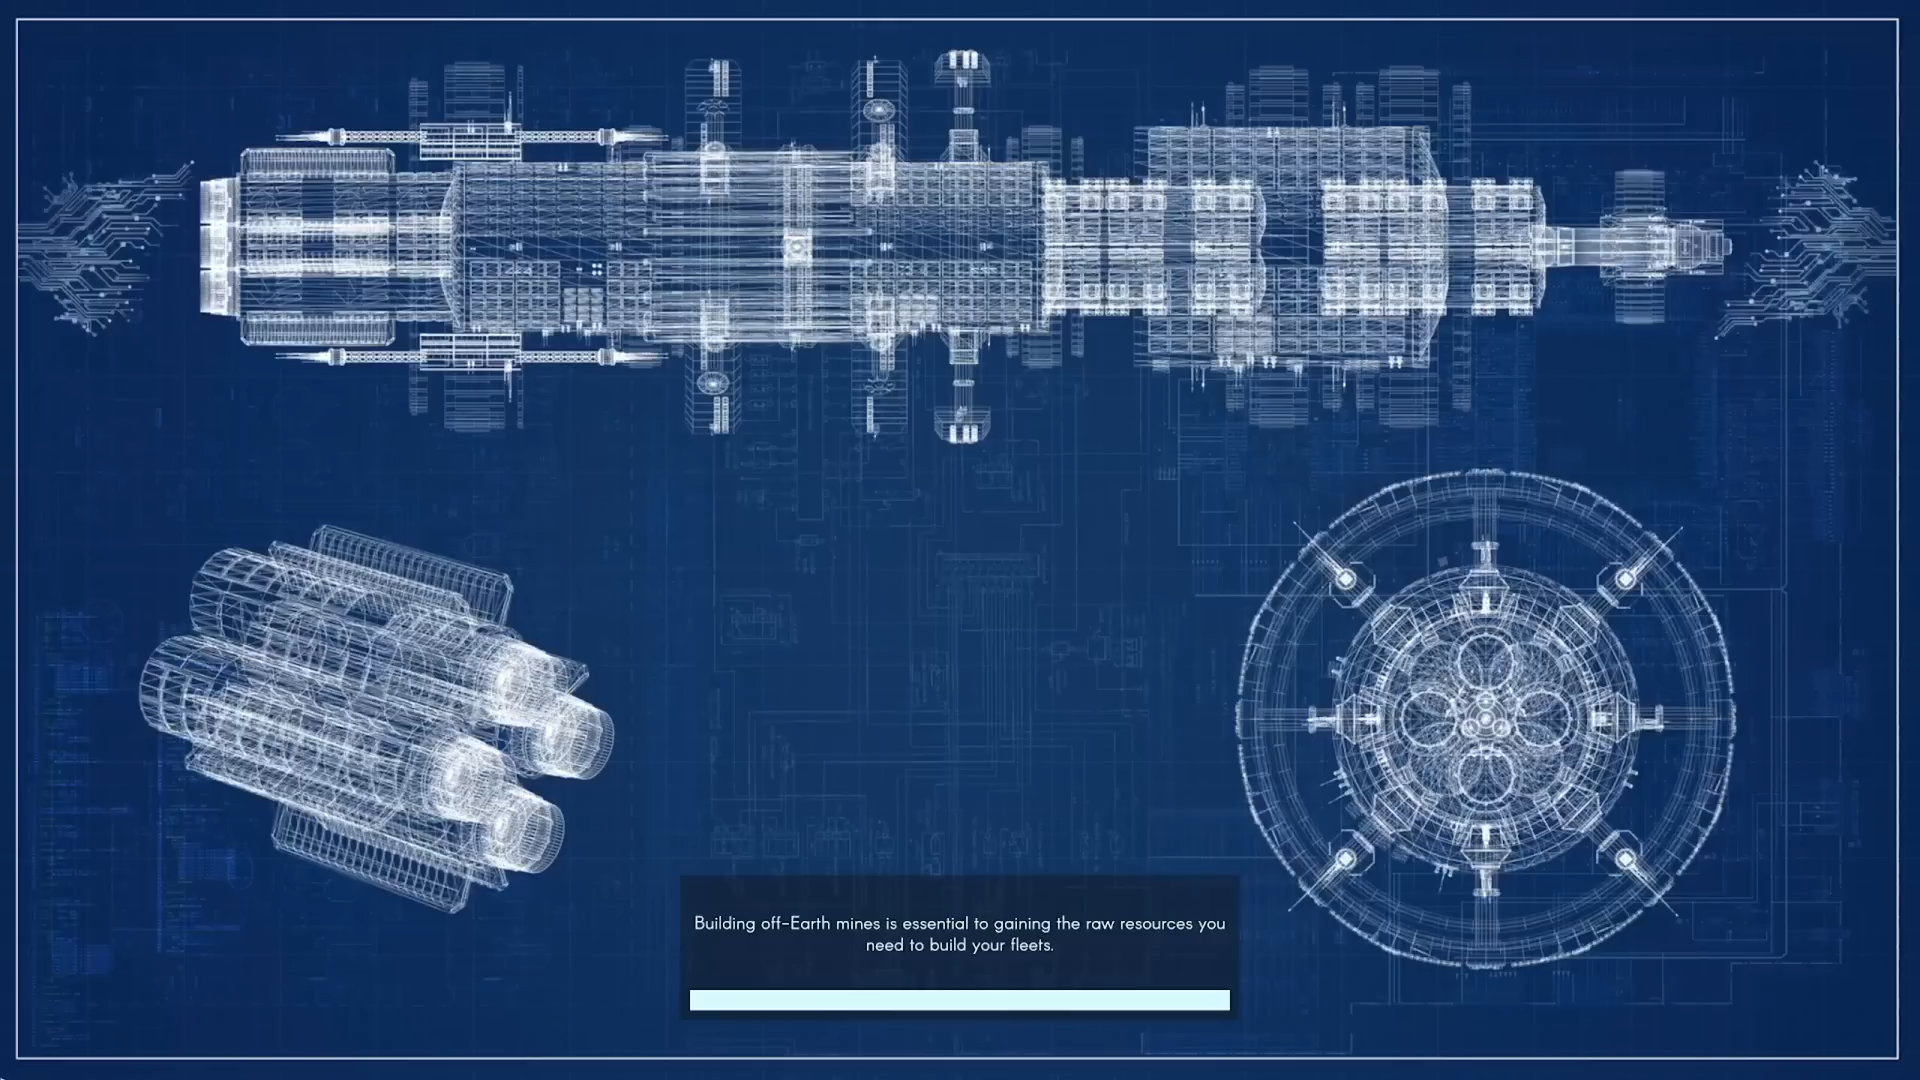 Building off-Earth mines is essential to gaining the raw resources you
need to build your fleets.